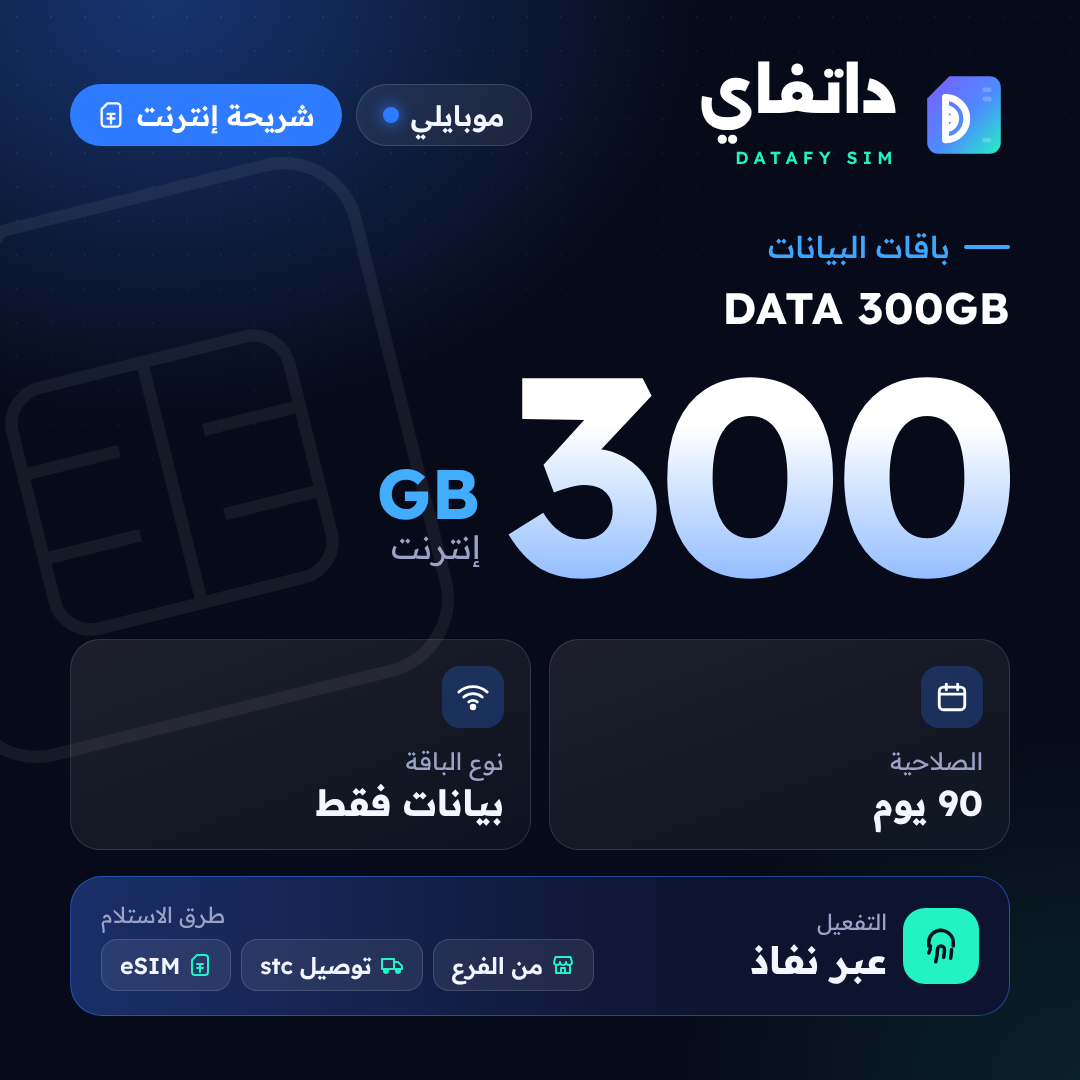 داتفاي
DATAFY SIM
موبايلي
شريحة إنترنت
باقات البيانات
DATA 300GB
300
GB
إنترنت
الصلاحية
90 يوم
نوع الباقة
بيانات فقط
التفعيل
عبر نفاذ
طرق الاستلام
من الفرع
توصيل stc
eSIM